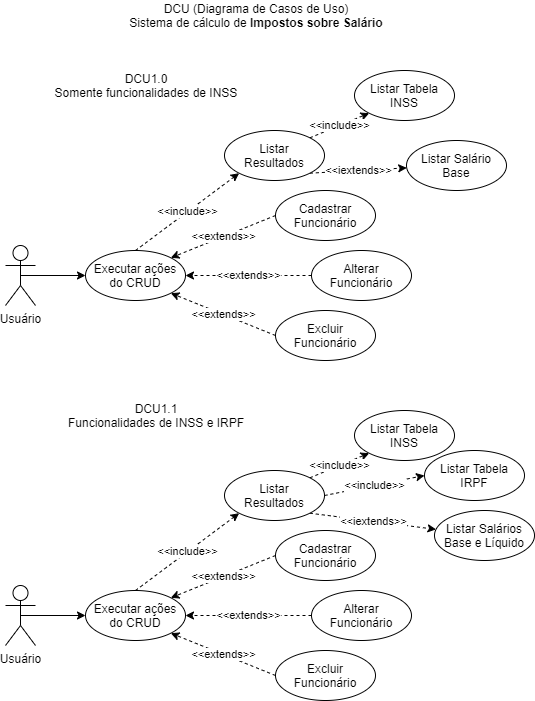 DCU (Diagrama de Casos de Uso)
Sistema de cálculo de Impostos sobre Salário
DCU1.0
Somente funcionalidades de INSS
Listar Tabela
INSS
<<include>>
Listar
Resultados
Listar Salário
Base
<<iextends>>
<<include>>
Cadastrar
Funcionário
<<extends>>
Executar ações
do CRUD
<<extends>>
Alterar
Funcionário
<<extends>>
Excluir
Funcionário
Usuário
DCU1.1
Funcionalidades de INSS e IRPF
Listar Tabela
INSS
<<include>>
Listar Tabela
IRPF
<<include>>
Listar
Resultados
<<iextends>>
Listar Salários
Base e Líquido
<<include>>
Cadastrar
Funcionário
<<extends>>
Executar ações
do CRUD
<<extends>>
Alterar
Funcionário
<<extends>>
Excluir
Funcionário
Usuário